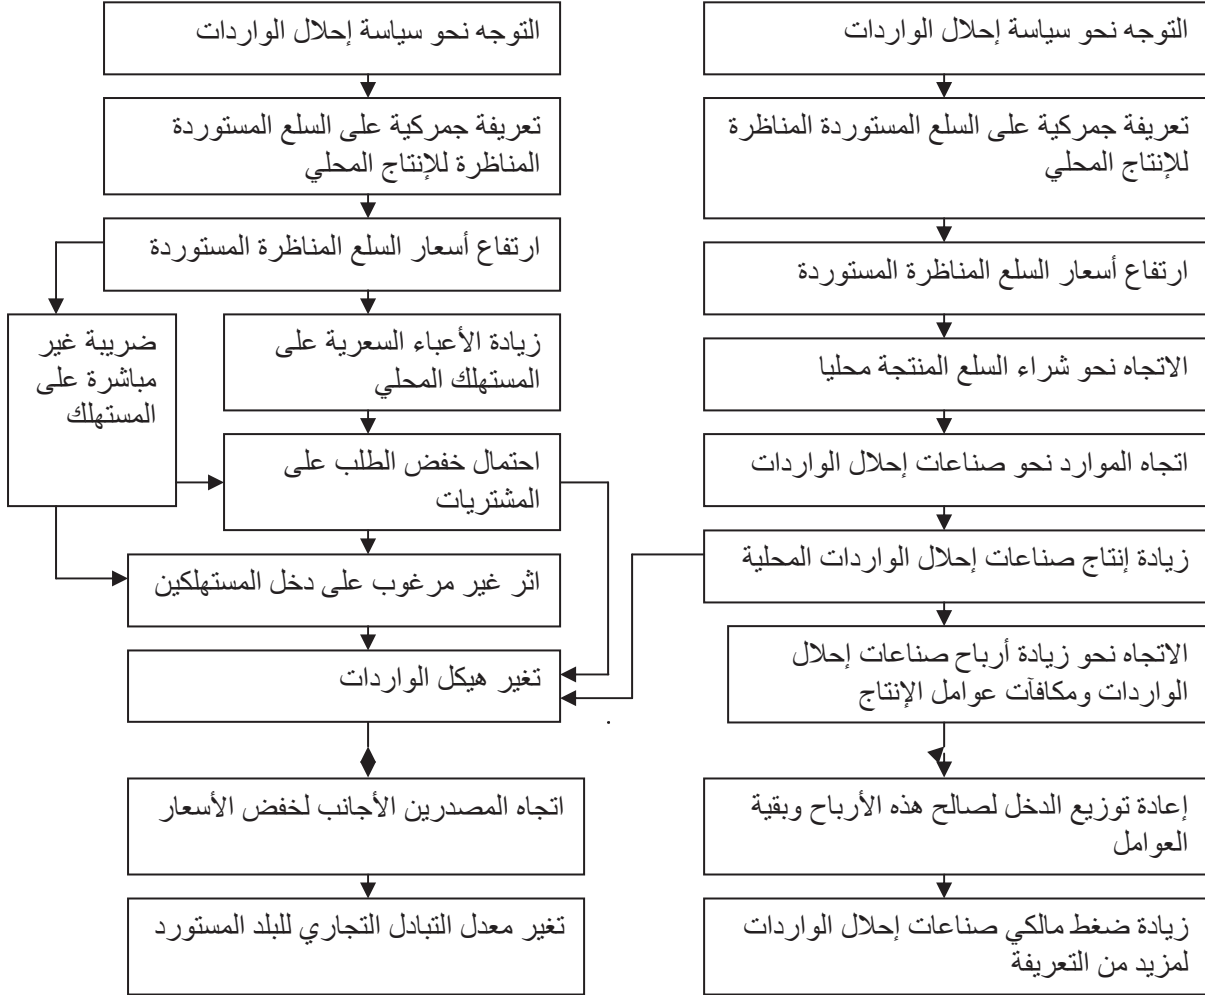 التوجه نحو سياسة إحلال الواردات
تعريفة جمركية على السلع المستوردة المناظرة
للإنتاج المحلي
ارتفاع أسعار السلع المناظرة المستوردة
الاتجاه نحو شراء السلع المنتجة محليا
اتجاه الموارد نحو صناعات إحلال الواردات
زيادة إنتاج صناعات إحلال الواردات المحلية
الاتجاه نحو زيادة أرباح صناعات إحلال
الواردات ومكافآت عوامل الإنتاج
إعادة توزيع الدخل لصالح هذه الأرباح وبقية
العوامل
زيادة ضغط مالكي صناعات إحلال الواردات
لمزيد من التعريفة
التوجه نحو سياسة إحلال الواردات
تعريفة جمركية على السلع المستوردة
المناظرة للإنتاج المحلي
ارتفاع أسعار السلع المناظرة المستوردة
زيادة الأعباء السعرية على
المستهلك المحلي
ضريبة غير
مباشرة على
المستهلك
احتمال خفض الطلب على
المشتريات
اثر غير مرغوب على دخل المستهلكين
تغير هيكل الواردات
اتجاه المصدرين الأجانب لخفض الأسعار
تغير معدل التبادل التجاري للبلد المستورد